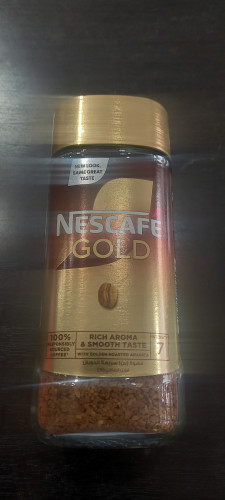 NEW LOOK,
SAME GREAT
TASTE
NESCAFÉ
GOLD
100%
RESPONSIBLY
SOURCED
COFFEE*
RICH AROMA
& SMOOTH TASTE
WITH GOLDEN ROASTED ARABICA
7